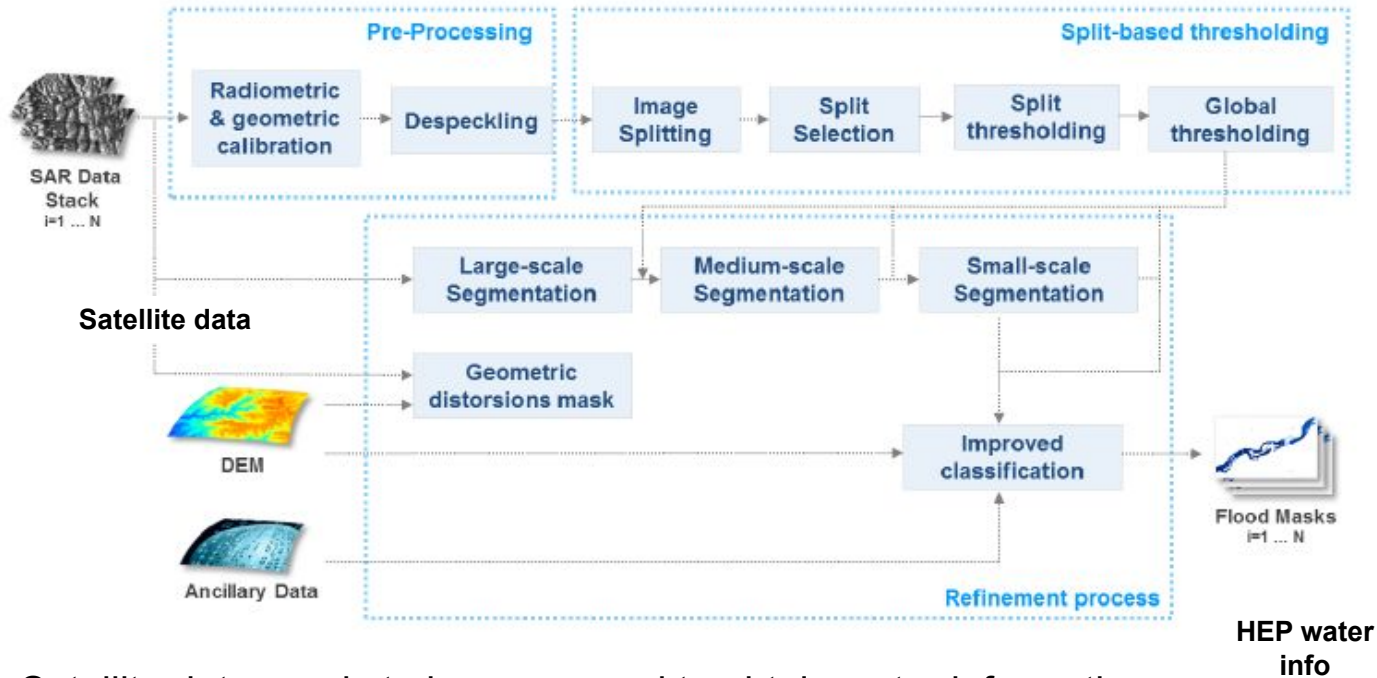 Pre-Processing
Split-based thresholding
Radiometric
& geometric
calibration
Despeckling
Image
Splitting
Split
Selection
Split
thresholding
Global
thresholding
SAR Data
Stack
i=1 ... N
Large-scale
Segmentation
Medium-scale
Segmentation
Small-scale
Segmentation
Satellite data
Geometric
distorsions mask
DEM
Improved
classification
Flood Masks
i=1 ... N
Ancillary Data
Refinement process
HEP water
info